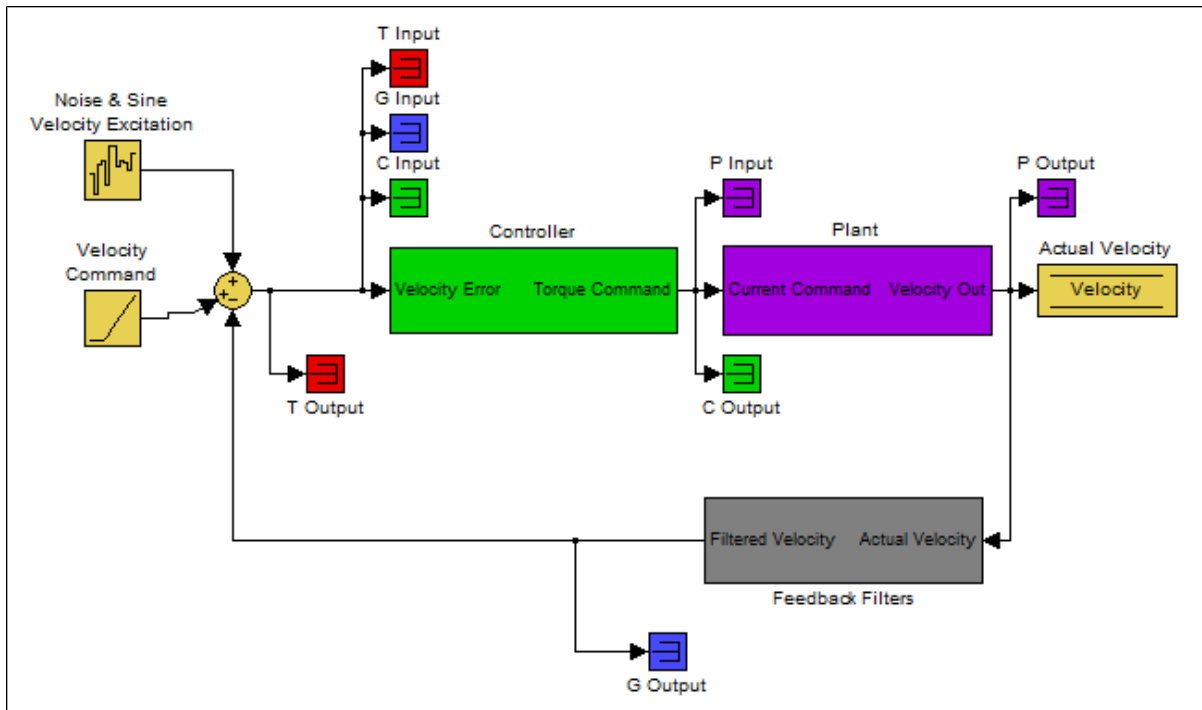 T Input
G Input
Noise & Sine
Velocity Excitation
C Input
P Input
P Output
Controller
Plant
Velocity
Command
Actual Velocity
+
+
−
Velocity Error
Torque Command
Current Command
Velocity Out
Velocity
T Output
C Output
Filtered Velocity
Actual Velocity
Feedback Filters
G Output